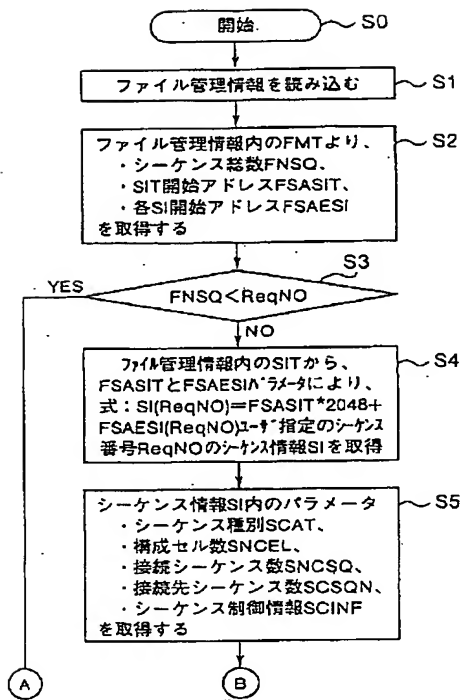 開始
S0
ファイル管理情報を読み込む
S1
ファイル管理情報内のFMTより、
・シーケンス総数FNSQ、
・SIT開始アドレスFSASIT、
・各SI開始アドレスFSAESI
を取得する
S2
S3
YES
FNSQ<ReqNO
NO
ファイル管理情報内のSITから、
FSASITとFSAESIパラメータにより、
式：SI(ReqNO)=FSASIT*2048+
FSAESI(ReqNO)ユーザ指定のシーケンス
番号ReqNOのシーケンス情報SIを取得
S4
シーケンス情報SI内のパラメータ
・シーケンス種別SCAT、
・構成セル数SNCEL、
・接続シーケンス数SNCSQ、
・接続先シーケンス数SCSQN、
・シーケンス制御情報SCINF
を取得する
S5
A
B